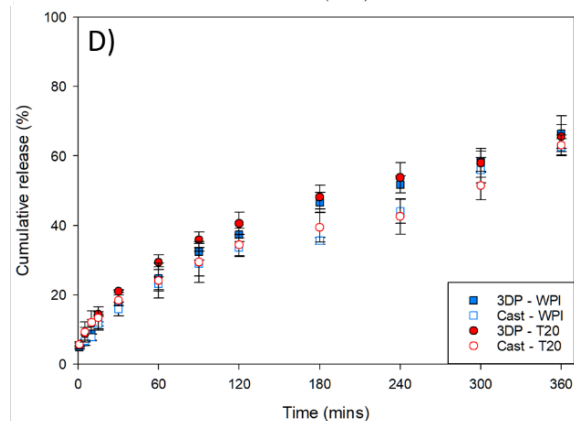 D)
100
80
60
40
20
0
Cumulative release (%)
0 60 120 180 240 300 360
Time (mins)
3DP - WPI
Cast - WPI
3DP - T20
Cast - T20